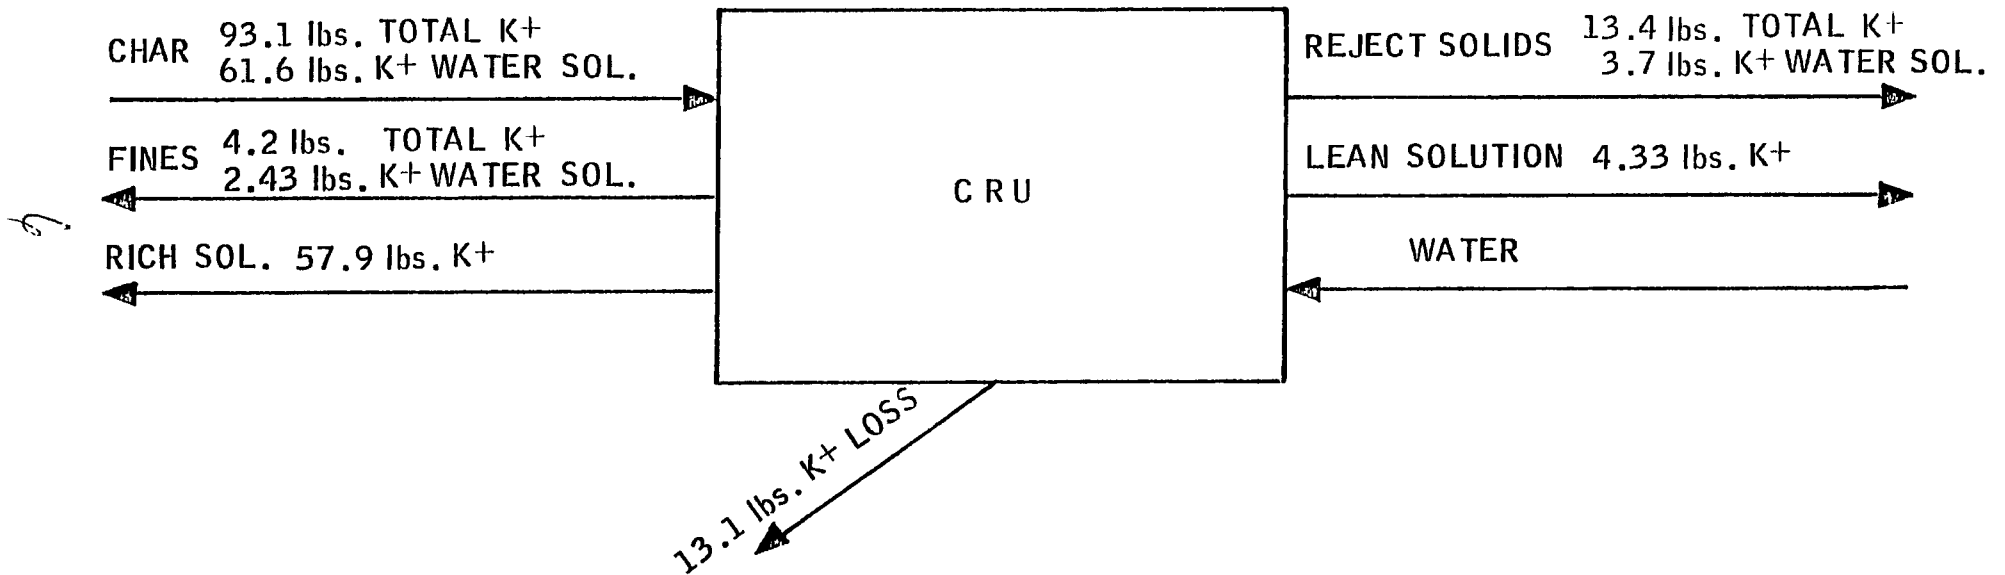 CHAR 93.1 lbs. TOTAL K+
61.6 lbs. K+ WATER SOL.
FINES 4.2 lbs. TOTAL K+
2.43 lbs. K+ WATER SOL.
RICH SOL. 57.9 lbs. K+
CRU
REJECT SOLIDS 13.4 lbs. TOTAL K+
3.7 lbs. K+ WATER SOL.
LEAN SOLUTION 4.33 lbs. K+
WATER
13.1 lbs. K+ LOSS